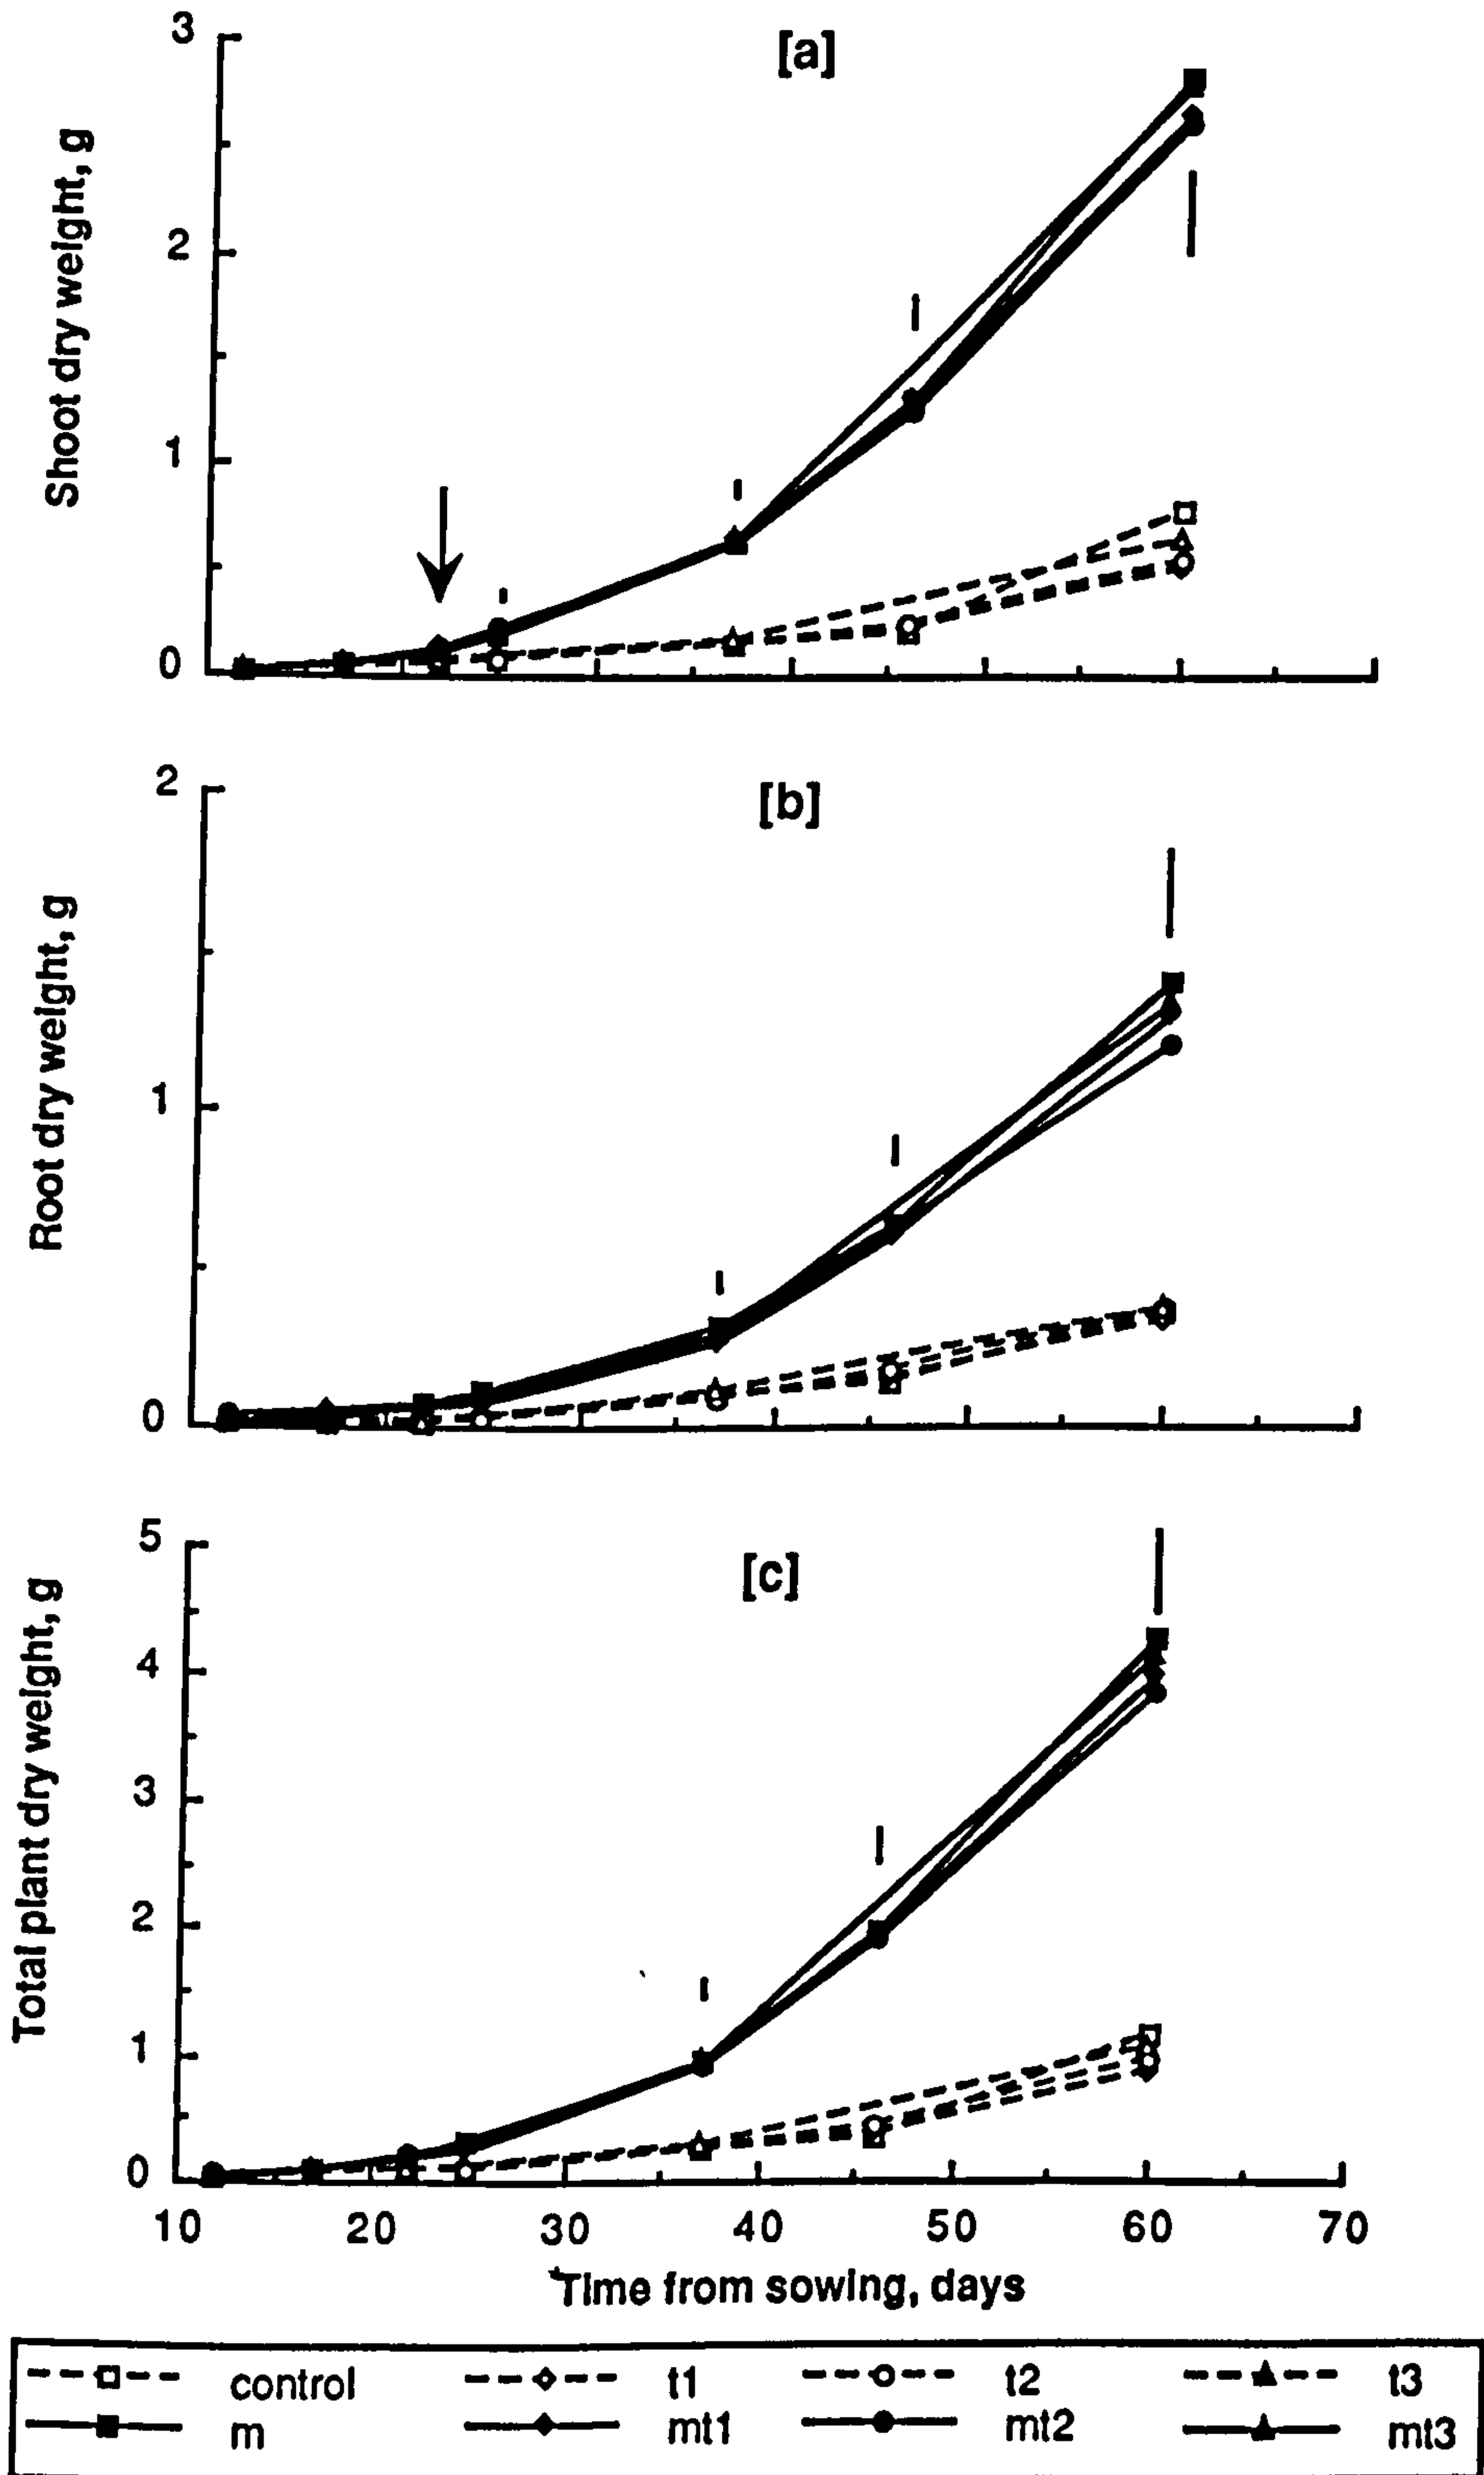 [a]
Shoot dry weight, g
3
2
1
0
[b]
Root dry weight, g
2
1
0
[c]
Total plant dry weight, g
5
4
3
2
1
0
10 20 30 40 50 60 70
Time from sowing, days
control t1 t2 t3
m mt1 mt2 mt3